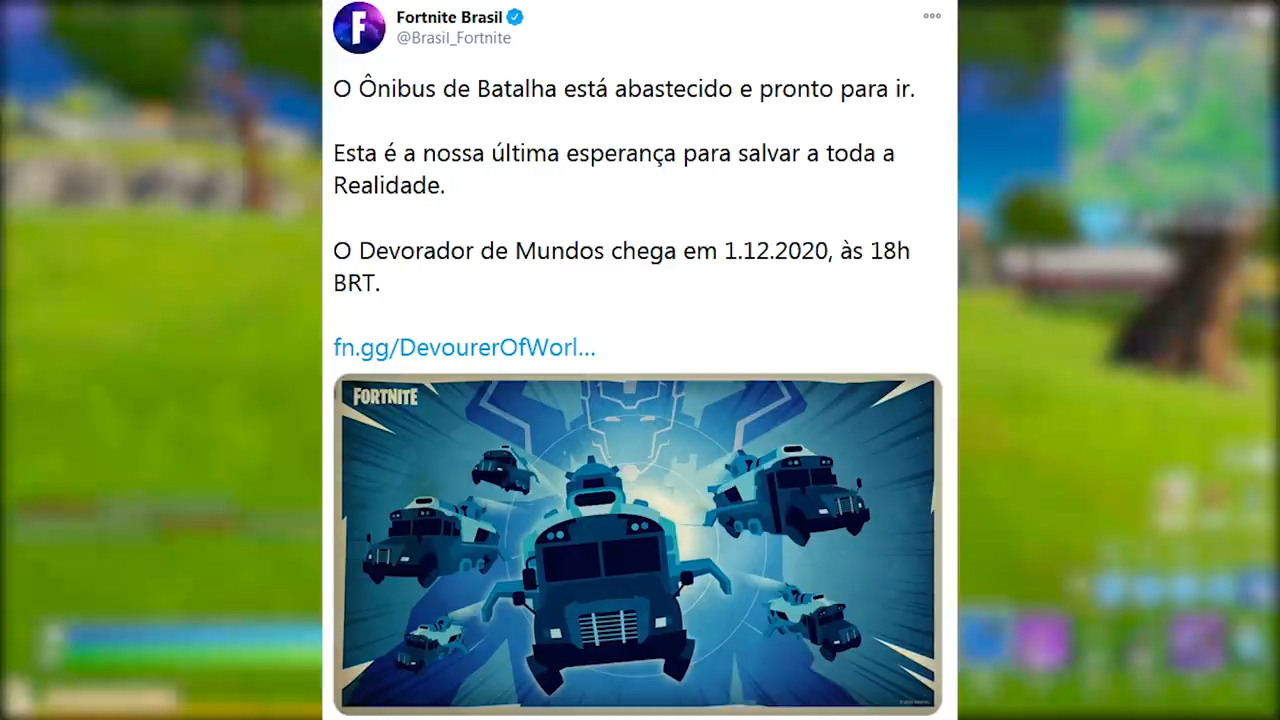 Fortnite Brasil
@Brasil_Fortnite
O Ônibus de Batalha está abastecido e pronto para ir.
Esta é a nossa última esperança para salvar a toda a
Realidade.
O Devorador de Mundos chega em 1.12.2020, às 18h
BRT.
fn.gg/DevourerOfWorl...
FORTNITE